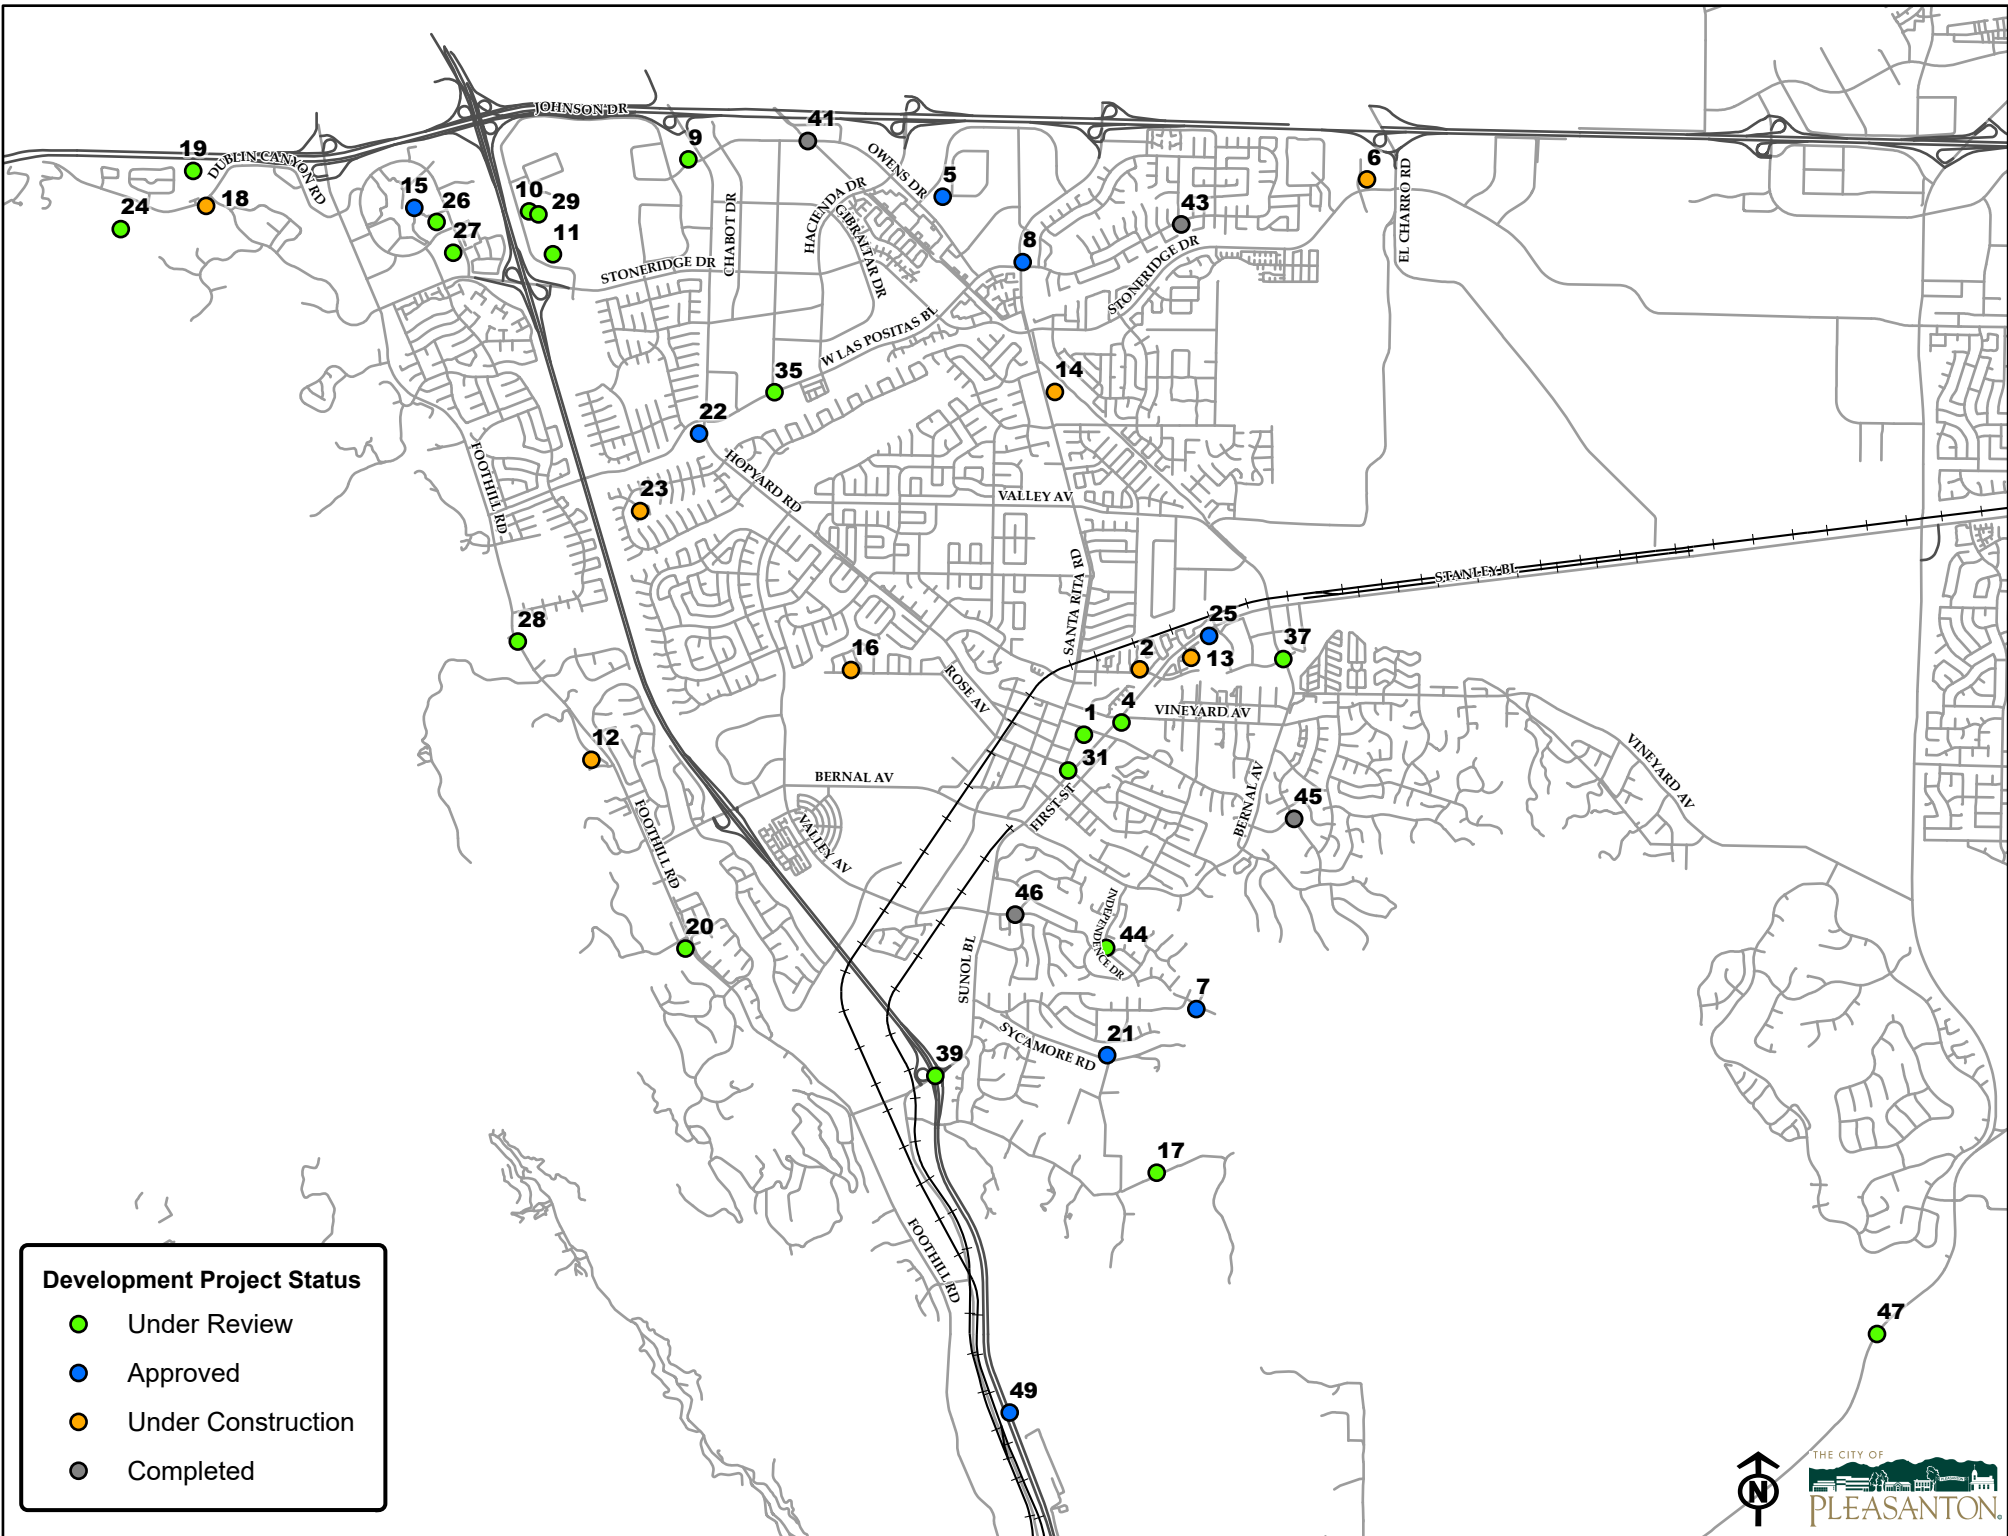 JOHNSON DR
41
9
19
DUBLIN CANYON RD
OWENS DR
6
5
15
10
18
24
26
29
HACIENDA DR
43
EL CHARRO RD
27
11
CHABOT DR
GIBRALTAR DR
8
STONERIDGE DR
STONERIDGE DR
W LAS POSITAS BL
35
14
22
FOOTHILL RD
HOPYARD RD
23
VALLEY AV
SANTA RITA RD
STANLEY BL
28
25
37
16
2
13
ROSE AV
4
VINEYARD AV
1
12
31
VINEYARD AV
BERNAL AV
FIRST ST
BERNAL AV
45
FOOTHILL RD
VALLEY AV
46
INDEPENDENCE DR
20
44
SUNOL BL
7
SYCAMORE RD
21
39
17
FOOTHILL RD
47
49
Development Project Status
Under Review
Approved
Under Construction
Completed
N
THE CITY OF
PLEASANTON